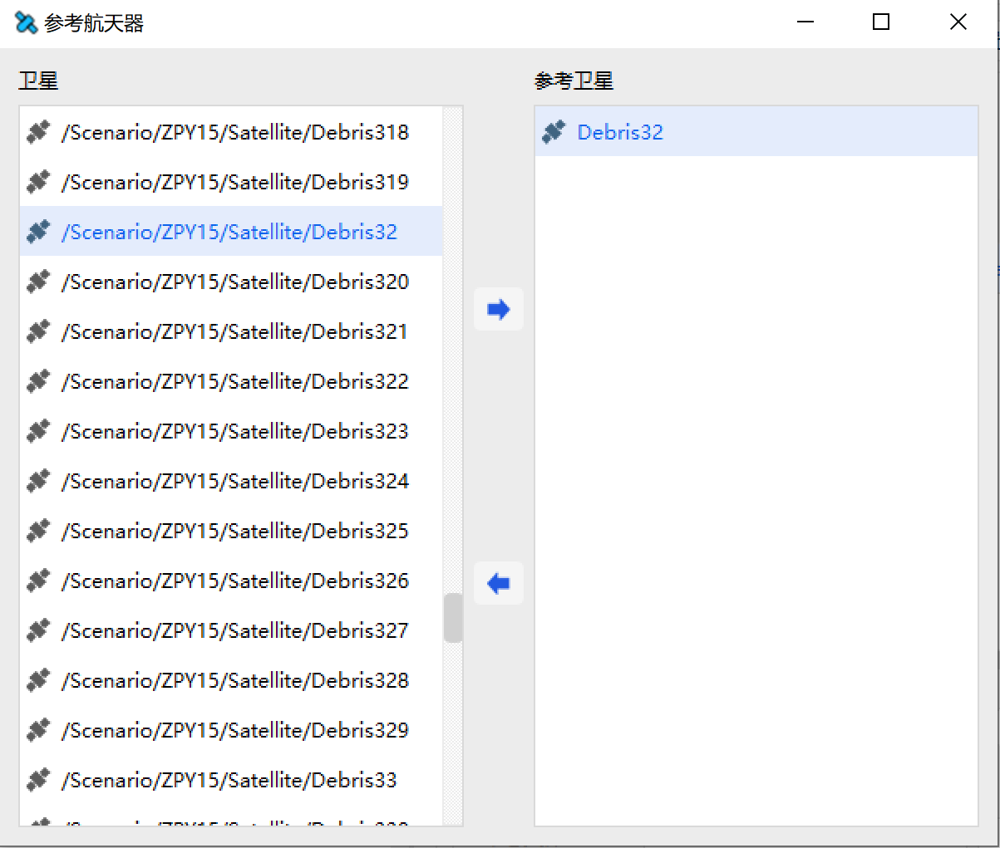 参考航天器
卫星
参考卫星
/Scenario/ZPY15/Satellite/Debris318
/Scenario/ZPY15/Satellite/Debris319
/Scenario/ZPY15/Satellite/Debris32
/Scenario/ZPY15/Satellite/Debris320
/Scenario/ZPY15/Satellite/Debris321
/Scenario/ZPY15/Satellite/Debris322
/Scenario/ZPY15/Satellite/Debris323
/Scenario/ZPY15/Satellite/Debris324
/Scenario/ZPY15/Satellite/Debris325
/Scenario/ZPY15/Satellite/Debris326
/Scenario/ZPY15/Satellite/Debris327
/Scenario/ZPY15/Satellite/Debris328
/Scenario/ZPY15/Satellite/Debris329
/Scenario/ZPY15/Satellite/Debris33
Debris32